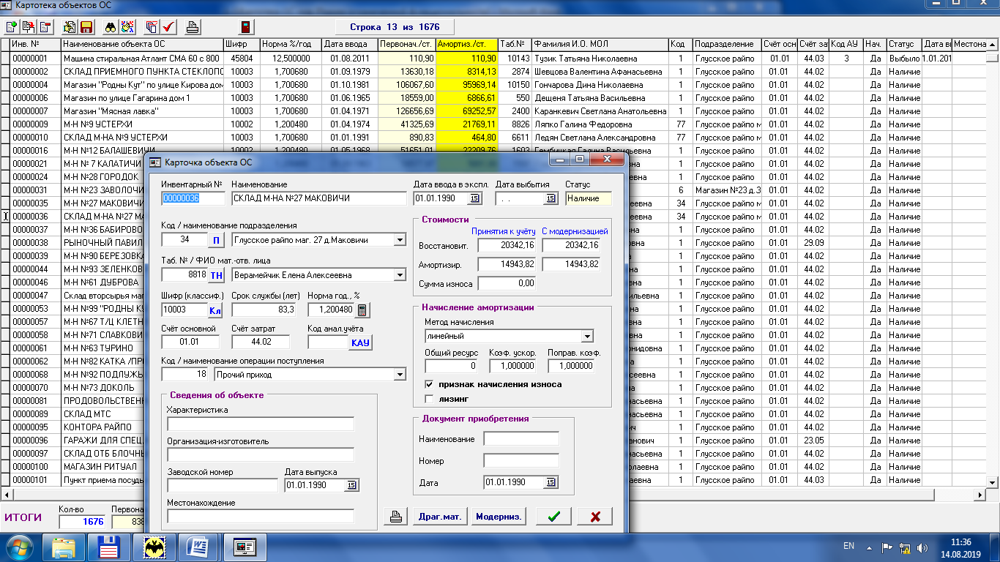 Картотека объектов ОС
Строка 13 из 1676
Инв. № Наименование объекта ОС Шифр Норма %/год Дата ввода Первонач./ст. Амортиз./ст. Таб.№ Фамилия И.О. МОЛ Код Подразделение Счёт осн Счёт зат Код АУ Нач. Статус Дата вы Местона
00000001 Машина стиральная Атлант СМА 60 с 800 45804 12,500000 01.08.2011 110,90 110,90 10143 Тузик Татьяна Николаевна 1 Глусское райпо 01.01 44.03 3 Да Выбыло 1.01.201
00000002 СКЛАД ПРИЕМНОГО ПУНКТА СТЕКЛОПО 10003 1,700680 01.09.1979 13630,18 8314,13 2874 Шевцова Валентина Афанасьевна 1 Глусское райпо 01.01 44.02 Да Наличие
00000004 Магазин "Родны Кут" по улице Кирова дом 10003 1,700680 01.10.1981 106067,60 95969,14 10150 Гончарова Дина Николаевна 1 Глусское райпо 01.01 44.02 Да Наличие
00000006 Магазин по улице Гагарина дом 1 10003 1,700680 01.06.1965 18559,00 6866,61 550 Дещеня Татьяна Васильевна 1 Глусское райпо 01.01 44.02 Да Наличие
00000007 Магазин "Мясная лавка" 10003 1,700680 01.04.1971 126656,69 69252,57 2400 Каранкевич Светлана Анатольевна 1 Глусское райпо 01.01 44.02 Да Наличие
00000009 М-Н №9 УСТЕРХИ 10002 1,200480 01.04.1974 41325,69 21769,11 8826 Ляпко Галина Федоровна 77 Глусское райпо м 01.01 44.02 Да Наличие
00000010 СКЛАД М-НА №9 УСТЕРХИ 10003 1,700680 01.01.1991 890,83 464,80 6611 Ледян Светлана Александровна 77 Глусское райпо м 01.01 44.02 Да Наличие
00000016 М-Н №12 БАЛАШЕВИЧИ 10002 1,200480 01.05.1968 51651,01 22209,76 1603 Гембицкая Галина Васильевна 1 Глусское райпо 01.01 44.02 Да Наличие
00000021 М-Н № 7 КАЛАТИЧИ 1 Глусское райпо 01.01 44.02 Да Наличие
00000024 М-Н №28 ГОРОДОК 1 Глусское райпо 01.01 44.02 Да Наличие
00000031 М-Н №23 ЗАВОЛОЧИ 6 Магазин №23 д.З 01.01 44.02 Да Наличие
00000035 М-Н №27 МАКОВИЧИ 34 Глусское райпо м 01.01 44.02 Да Наличие
00000036 СКЛАД М-НА №27 МА 34 Глусское райпо м 01.01 44.02 Да Наличие
00000037 М-Н №36 БАБИРОВО 1 Глусское райпо 01.01 44.02 Да Наличие
00000038 РЫНОЧНЫЙ ПАВИЛ 1 Глусское райпо 01.01 29.09 Да Наличие
00000039 М-Н №90 БЕРЕЗОВКА 1 Глусское райпо 01.01 44.02 Да Наличие
00000044 М-Н №93 ЗЕЛЕНКОВ 1 Глусское райпо 01.01 44.02 Да Наличие
00000046 М-Н №61 ДУБРОВА 1 Глусское райпо 01.01 44.02 Да Наличие
00000047 Склад вторсырья маг 1 Глусское райпо 01.01 44.02 Да Наличие
00000053 М-Н №99 "РОДНЫ КУ 1 Глусское райпо 01.01 44.02 Да Наличие
00000057 М-Н №67 Т/Ц КЛЕТН 1 Глусское райпо 01.01 44.02 Да Наличие
00000058 М-Н №71 СЛАВКОВИ 1 Глусское райпо 01.01 44.02 Да Наличие
00000061 М-Н №63 ТУРИНО 1 Глусское райпо 01.01 44.02 Да Наличие
00000062 М-Н №82 КАТКА /ПРО 1 Глусское райпо 01.01 44.02 Да Наличие
00000068 М-Н №92 ПОДЛУЖЬ 1 Глусское райпо 01.01 44.02 Да Наличие
00000070 М-Н №73 ДОКОЛЬ 1 Глусское райпо 01.01 44.02 Да Наличие
00000081 ПРОДОВОЛЬСТВЕНН 1 Глусское райпо 01.01 44.02 Да Наличие
00000089 СКЛАД МТС 1 Глусское райпо 01.01 44.02 Да Наличие
00000095 КОНТОРА РАЙПО 1 Глусское райпо 01.01 44.02 Да Наличие
00000096 ГАРАЖИ ДЛЯ СПЕЦ. 1 Глусское райпо 01.01 23.05 Да Наличие
00000097 СКЛАД ОТБ БЛОЧНЫ 1 Глусское райпо 01.01 44.02 Да Наличие
00000100 МАГАЗИН РИТУАЛ 1 Глусское райпо 01.01 44.02 Да Наличие
00000101 Пункт приема посуды 1 Глусское райпо 01.01 44.03 Да Наличие
ИТОГИ
Кол-во
1676
Первона
838
Карточка объекта ОС
Инвентарный № Наименование Дата ввода в экспл. Дата выбытия Статус
00000036 СКЛАД М-НА №27 МАКОВИЧИ 01.01.1990 15 . . 15 Наличие
Код / наименование подразделения
34 П Глусское райпо маг. 27 д.Маковичи
Таб. № / ФИО мат.-отв. лица
8818 ТН Верамейчик Елена Алексеевна
Шифр (классиф.) Срок службы (лет) Норма год., %
10003 Кл 83,3 1,200480
Счёт основной Счёт затрат Код анал.учёта
01.01 44.02 КАУ
Код / наименование операции поступления
18 Прочий приход
Сведения об объекте
Характеристика
Организация-изготовитель
Заводской номер Дата выпуска
01.01.1990 15
Местонахождение
Стоимости
Принятия к учёту С модернизацией
Восстановит. 20342,16 20342,16
Амортизир. 14943,82 14943,82
Сумма износа 0,00
Начисление амортизации
Метод начисления
линейный
Общий ресурс Коэф. ускор. Поправ. коэф.
0 1,000000 1,000000
признак начисления износа
лизинг
Документ приобретения
Наименование
Номер
Дата 01.01.1990 15
Драг.мат. Модерниз.
EN
11:36
14.08.2019